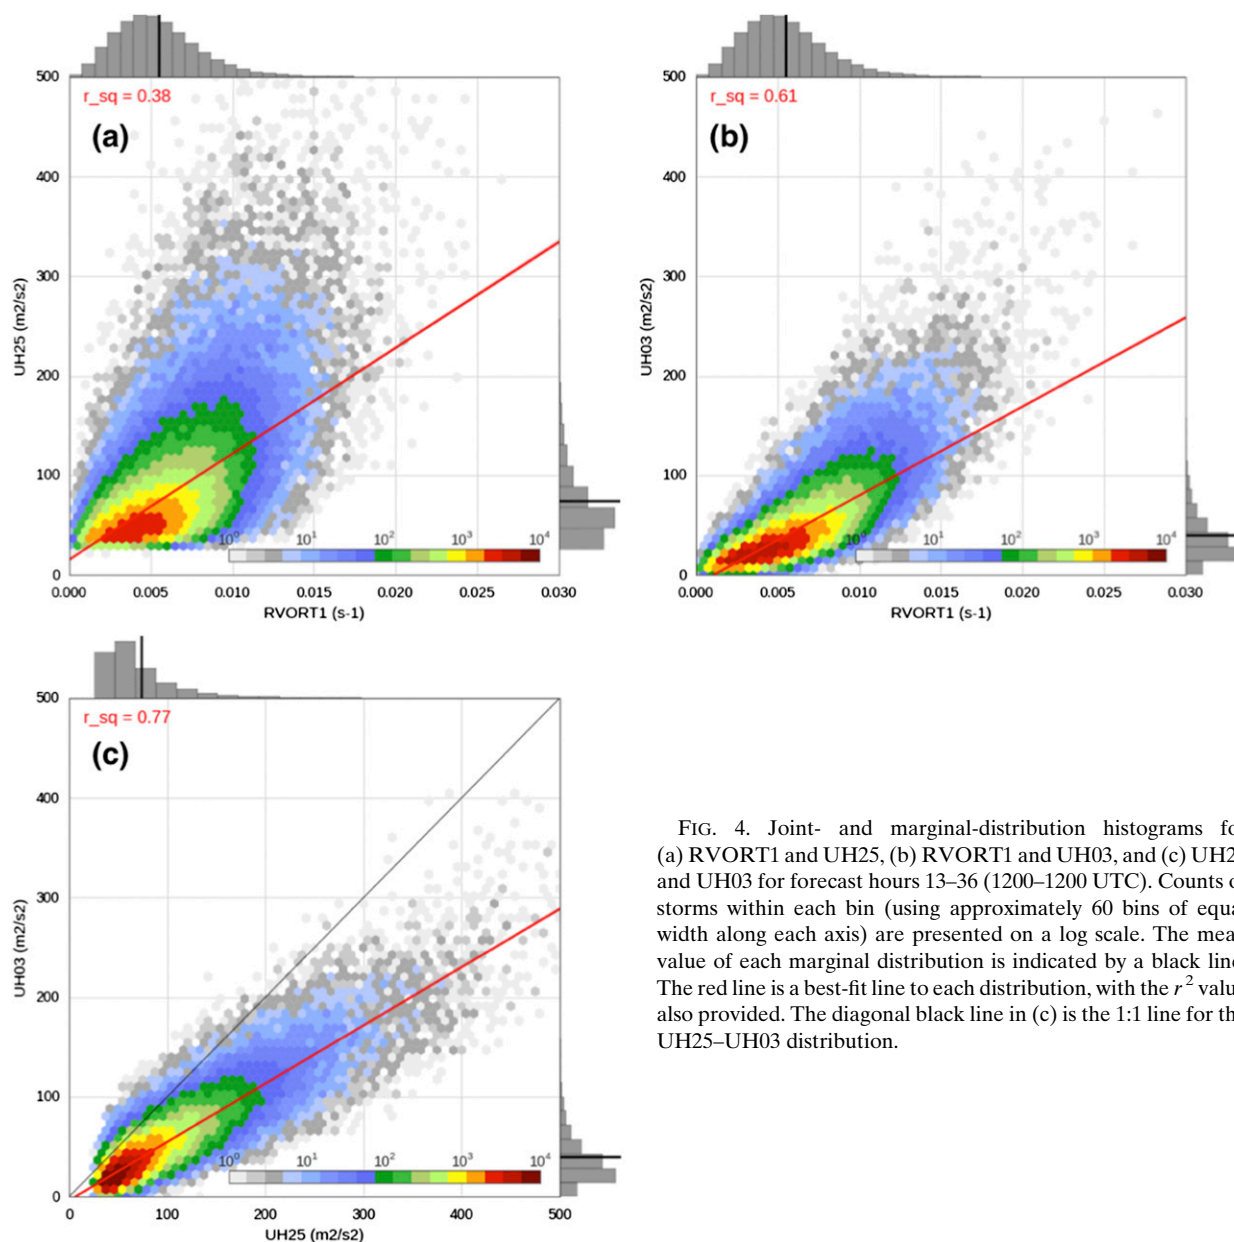 500
r_sq = 0.38
(a)
400
300
200
100
0
UH25 (m2/s2)
10⁰ 10¹ 10² 10³ 10⁴
0.000 0.005 0.010 0.015 0.020 0.025 0.030
RVORT1 (s-1)
500
r_sq = 0.61
(b)
400
300
200
100
0
UH03 (m2/s2)
10⁰ 10¹ 10² 10³ 10⁴
0.005 0.010 0.015 0.020 0.025 0.030
RVORT1 (s-1)
500
r_sq = 0.77
(c)
400
300
200
100
0
UH03 (m2/s2)
10⁰ 10¹ 10² 10³ 10⁴
0 100 200 300 400 500
UH25 (m2/s2)
FIG. 4. Joint- and marginal-distribution histograms fo
(a) RVORT1 and UH25, (b) RVORT1 and UH03, and (c) UH2
and UH03 for forecast hours 13–36 (1200–1200 UTC). Counts o
storms within each bin (using approximately 60 bins of equa
width along each axis) are presented on a log scale. The mea
value of each marginal distribution is indicated by a black line
The red line is a best-fit line to each distribution, with the r² valu
also provided. The diagonal black line in (c) is the 1:1 line for th
UH25–UH03 distribution.